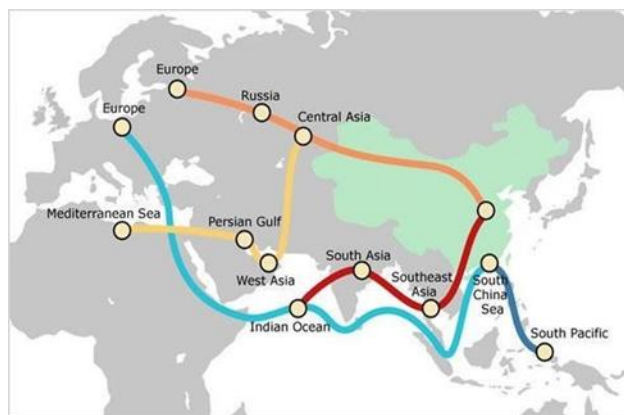 Europe
Europe
Russia
Central Asia
Mediterranean Sea
Persian Gulf
West Asia
South Asia
Southeast
Asia
South
China
Sea
Indian Ocean
South Pacific